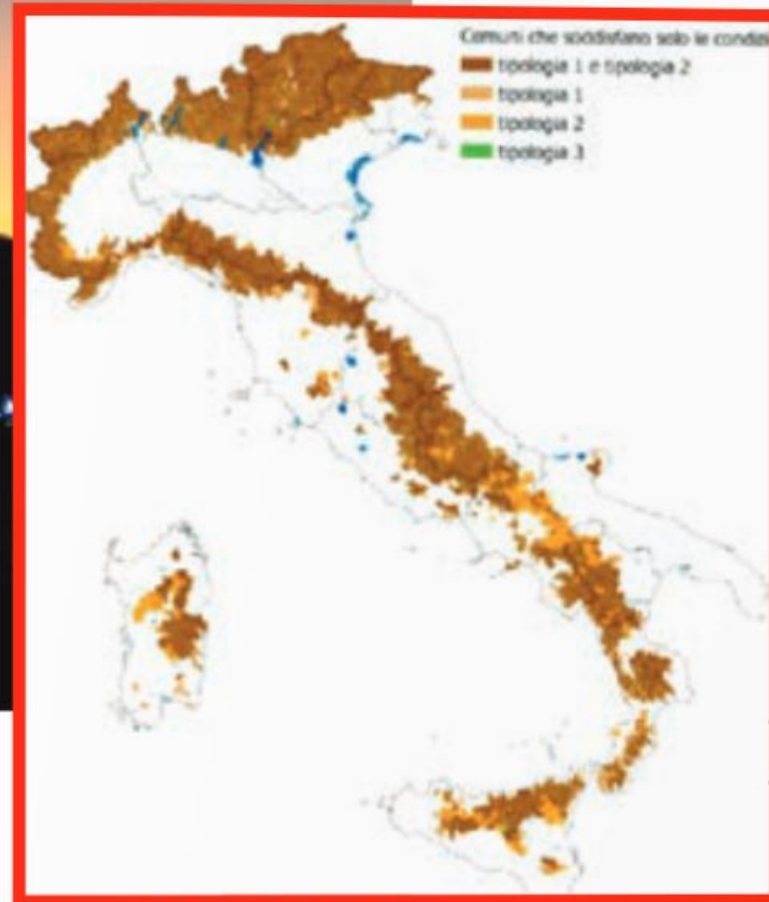 Comuni che soddisfano solo le condiz
tipologia 1 e tipologia 2
tipologia 1
tipologia 2
tipologia 3